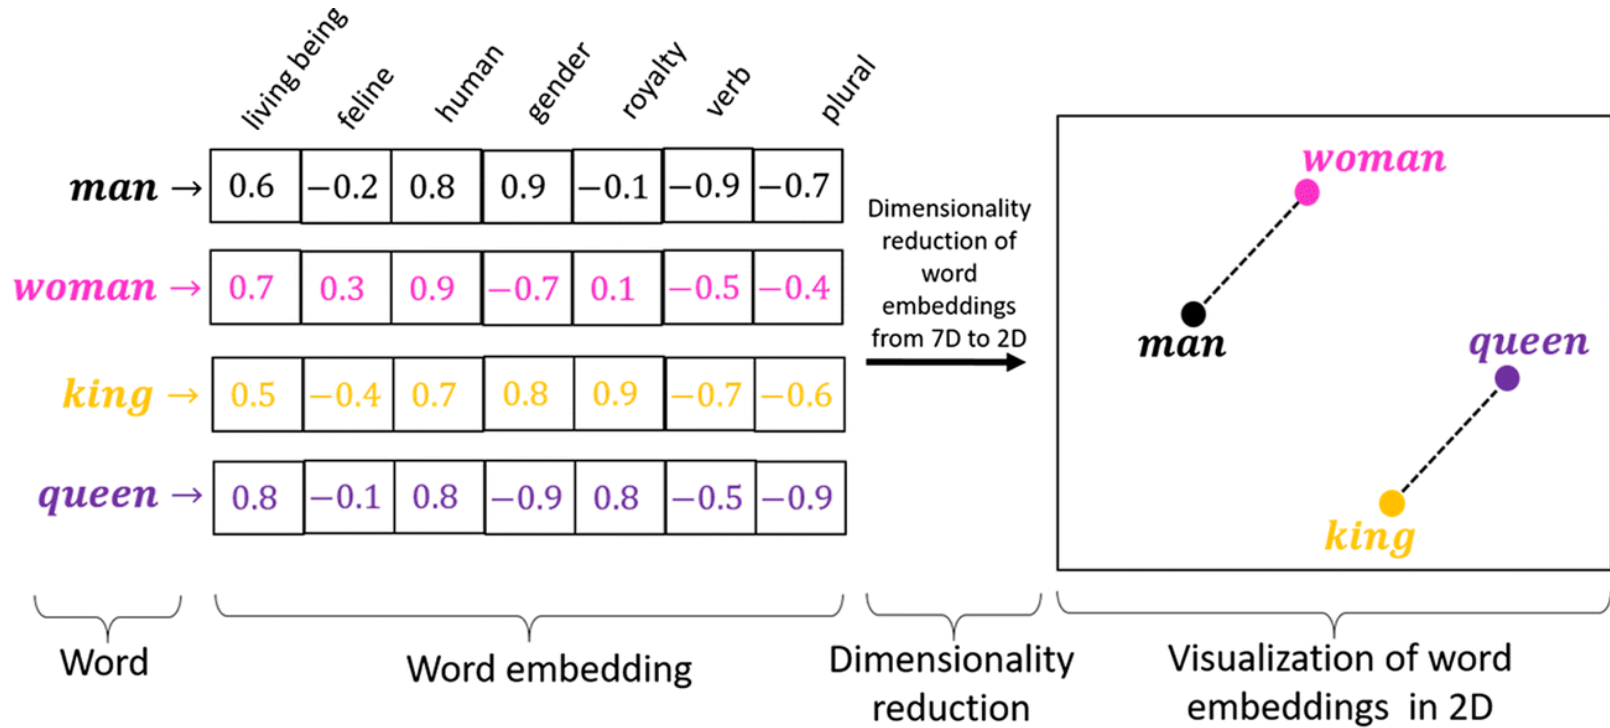 living being
feline
human
gender
royalty
verb
plural
man → 0.6 −0.2 0.8 0.9 −0.1 −0.9 −0.7
woman → 0.7 0.3 0.9 −0.7 0.1 −0.5 −0.4
king → 0.5 −0.4 0.7 0.8 0.9 −0.7 −0.6
queen → 0.8 −0.1 0.8 −0.9 0.8 −0.5 −0.9
Dimensionality
reduction of
word
embeddings
from 7D to 2D
woman
man
queen
king
Word
Word embedding
Dimensionality
reduction
Visualization of word
embeddings in 2D